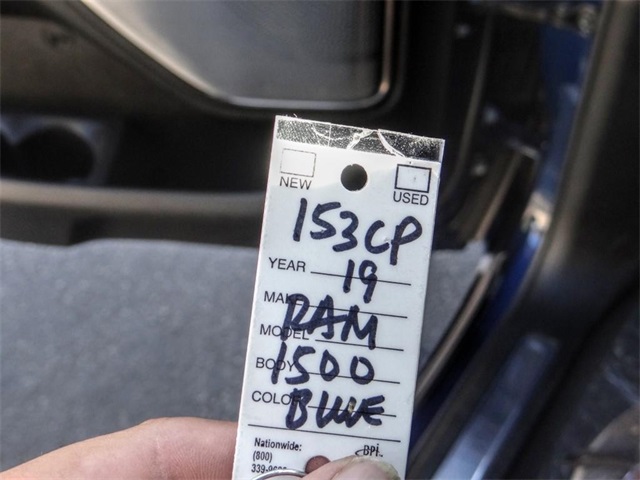 NEW USED
153CP
YEAR 19
MAKE RAM
MODEL
BODY 1500
COLOR BLUE
Nationwide: BPI
(800)